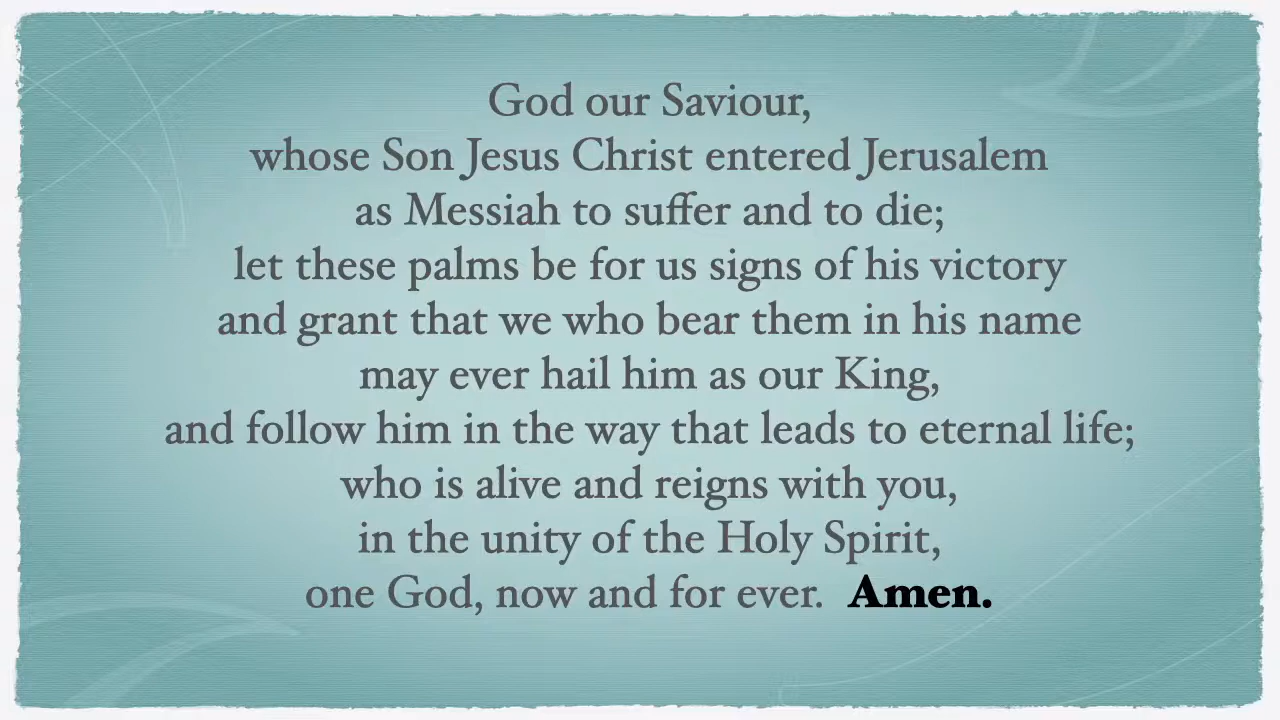 God our Saviour,
whose Son Jesus Christ entered Jerusalem
as Messiah to suffer and to die;
let these palms be for us signs of his victory
and grant that we who bear them in his name
may ever hail him as our King,
and follow him in the way that leads to eternal life;
who is alive and reigns with you,
in the unity of the Holy Spirit,
one God, now and for ever. Amen.